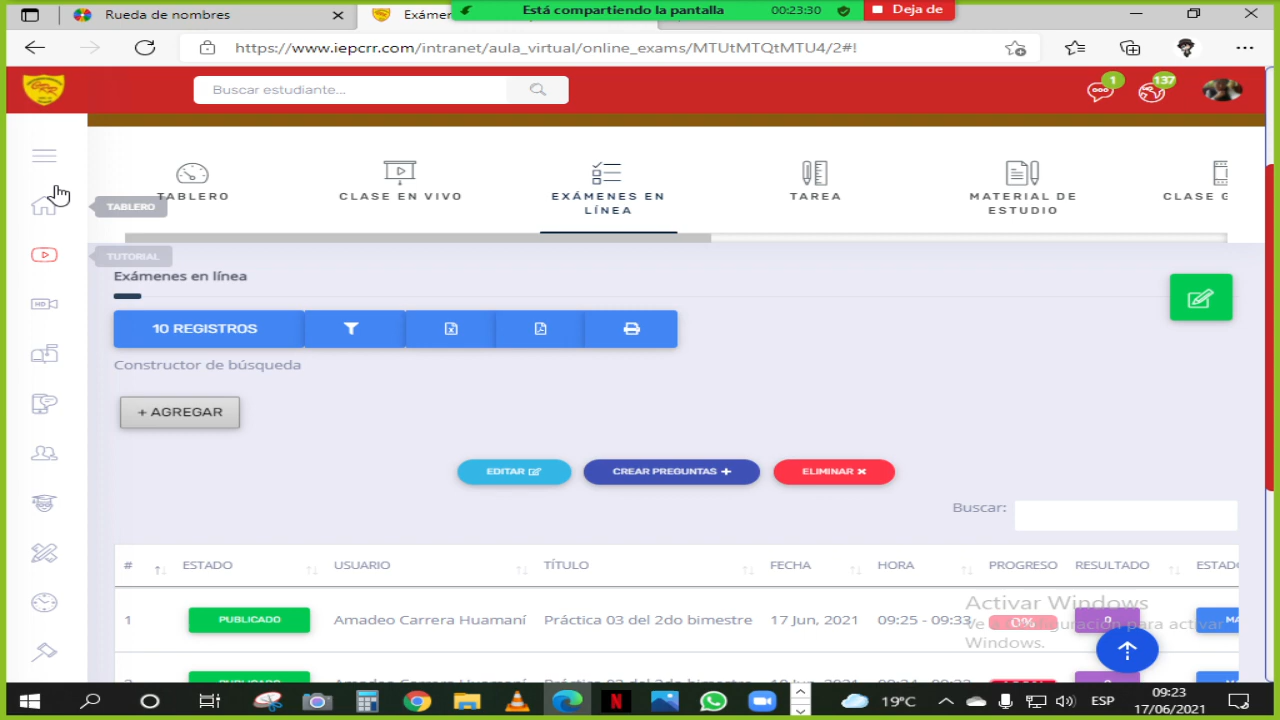 Rueda de nombres
Exámen
Está compartiendo la pantalla
00:23:30
Deja de
https://www.iepcrr.com/intranet/aula_virtual/online_exams/MTUtMTQtMTU4/2#!
Buscar estudiante...
1
137
TABLERO
CLASE EN VIVO
EXÁMENES EN
LÍNEA
TAREA
MATERIAL DE
ESTUDIO
CLASE G
TABLERO
TUTORIAL
HD
Exámenes en línea
10 REGISTROS
Constructor de búsqueda
+ AGREGAR
EDITAR
CREAR PREGUNTAS +
ELIMINAR ×
Buscar:
# ESTADO USUARIO TÍTULO FECHA HORA PROGRESO RESULTADO ESTADO
1 PUBLICADO Amadeo Carrera Huamaní Práctica 03 del 2do bimestre 17 Jun, 2021 09:25 - 09:33 0% 0 MA
Activar Windows
Ve a Configuración para activar
Windows.
19°C
ESP
09:23
17/06/2021